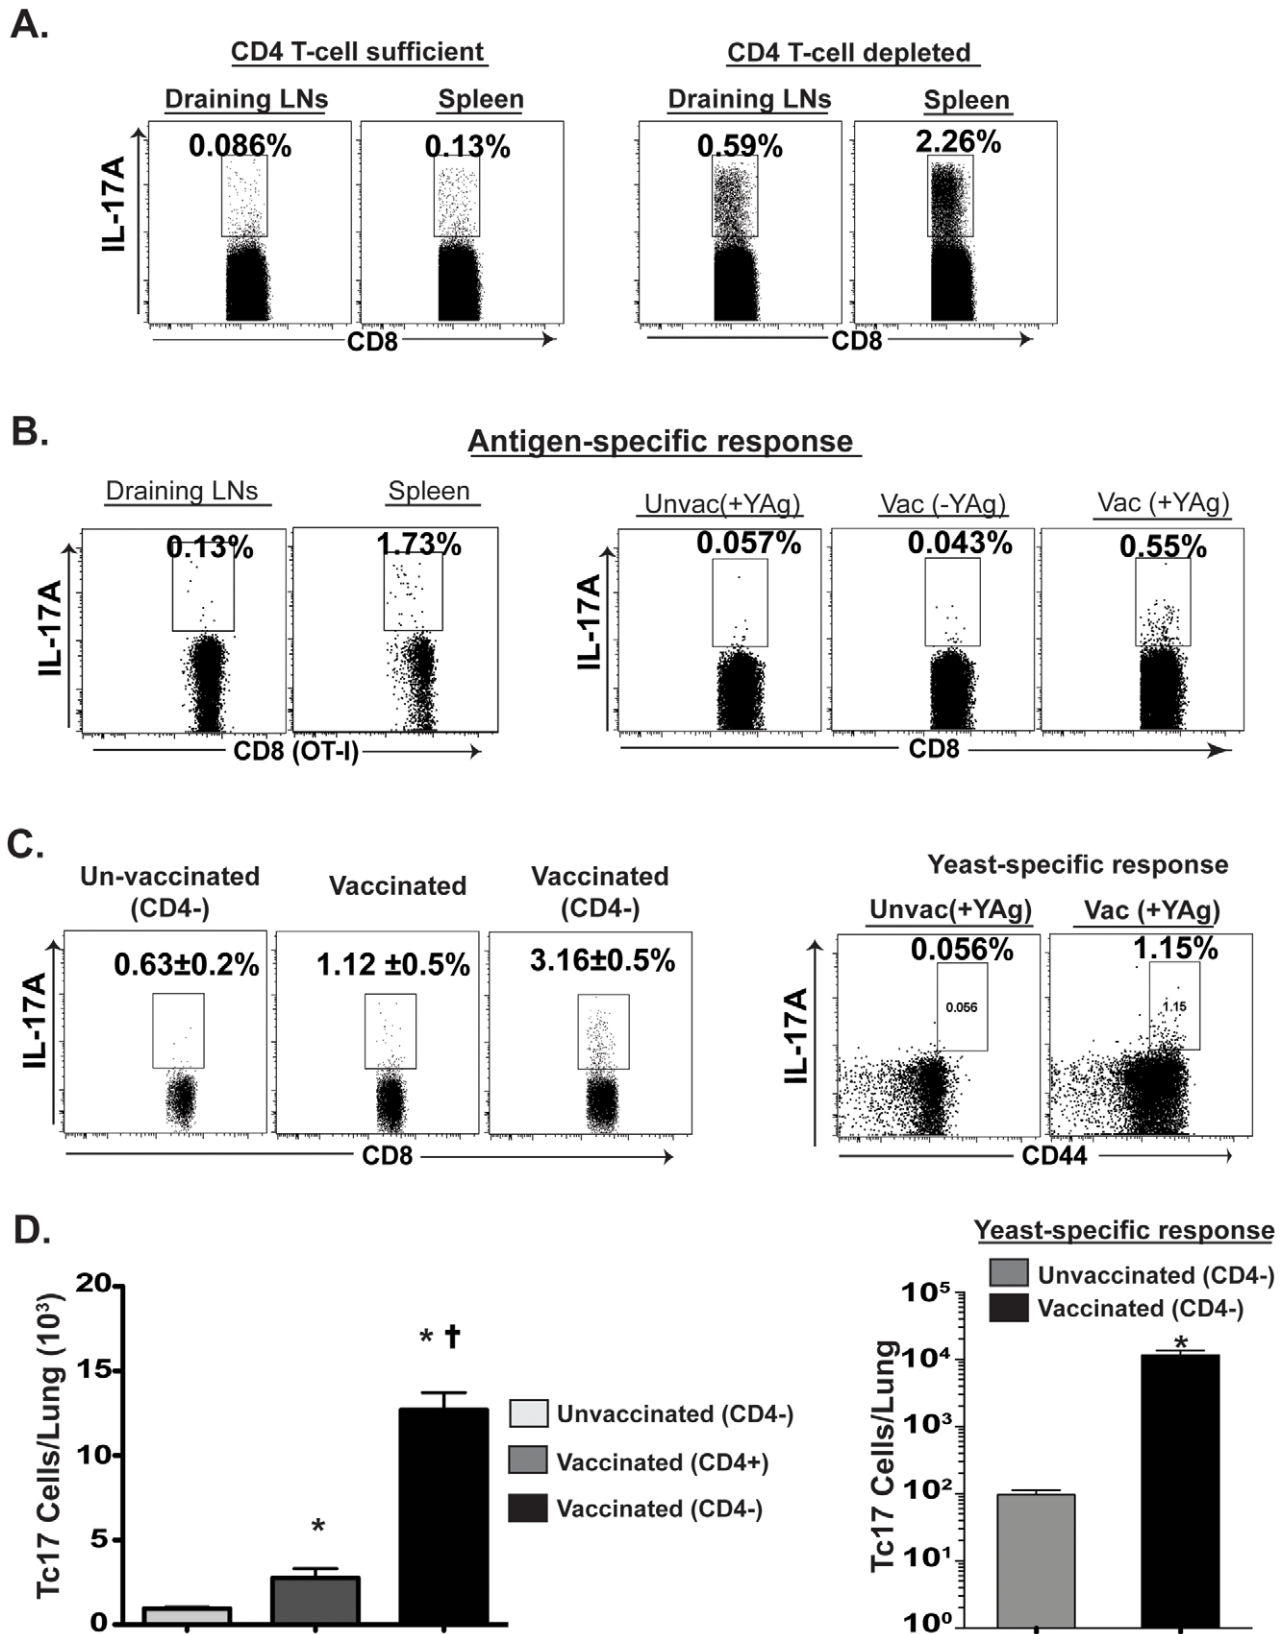 A.
CD4 T-cell sufficient
CD4 T-cell depleted
Draining LNs
Spleen
Draining LNs
Spleen
0.086%
0.13%
0.59%
2.26%
IL-17A
CD8
CD8
B.
Antigen-specific response
Draining LNs
Spleen
Unvac(+YAg)
Vac (-YAg)
Vac (+YAg)
0.13%
1.73%
0.057%
0.043%
0.55%
IL-17A
IL-17A
CD8 (OT-I)
CD8
C.
Un-vaccinated
(CD4-)
Vaccinated
Vaccinated
(CD4-)
Yeast-specific response
Unvac(+YAg)
Vac (+YAg)
0.63±0.2%
1.12 ±0.5%
3.16±0.5%
0.056%
1.15%
0.056
1.15
IL-17A
IL-17A
CD8
CD44
D.
Yeast-specific response
Unvaccinated (CD4-)
Vaccinated (CD4-)
Tc17 Cells/Lung (10³)
20
15
10
5
0
*
* †
Unvaccinated (CD4-)
Vaccinated (CD4+)
Vaccinated (CD4-)
Tc17 Cells/Lung
10⁵
10⁴
10³
10²
10¹
10⁰
*